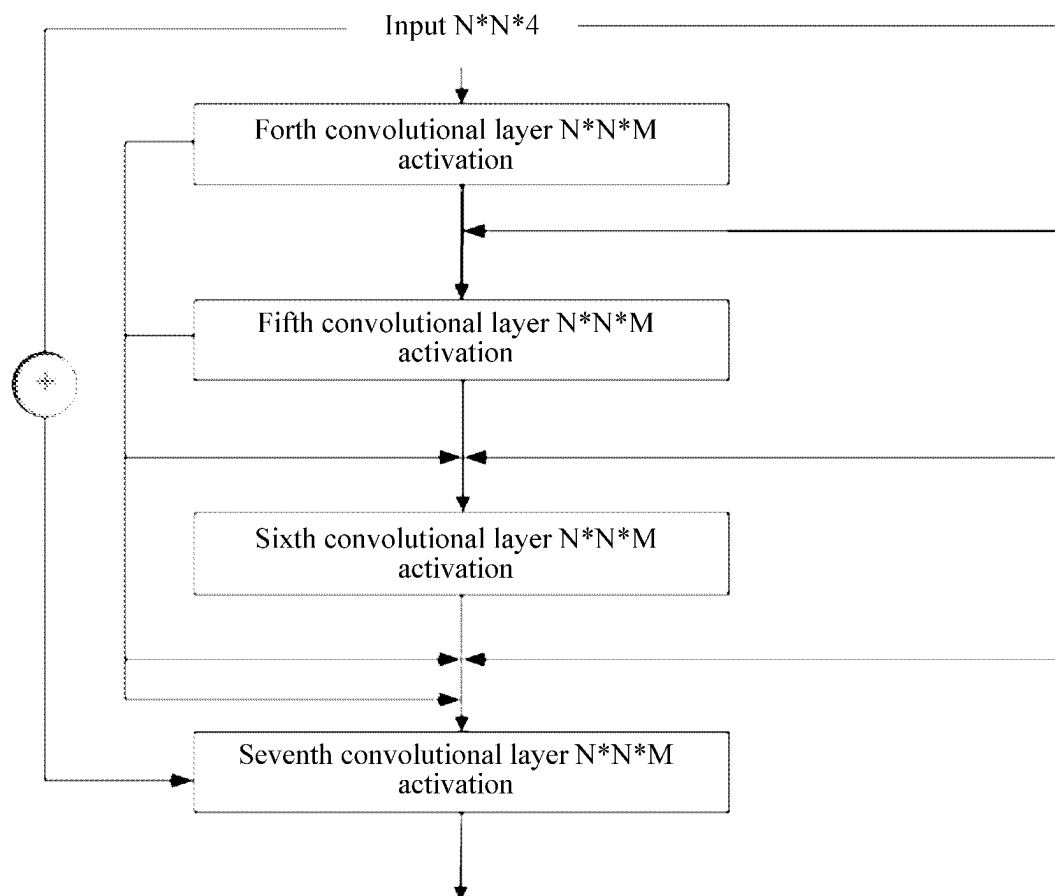 Input N*N*4
Forth convolutional layer N*N*M
activation
Fifth convolutional layer N*N*M
activation
+
Sixth convolutional layer N*N*M
activation
Seventh convolutional layer N*N*M
activation